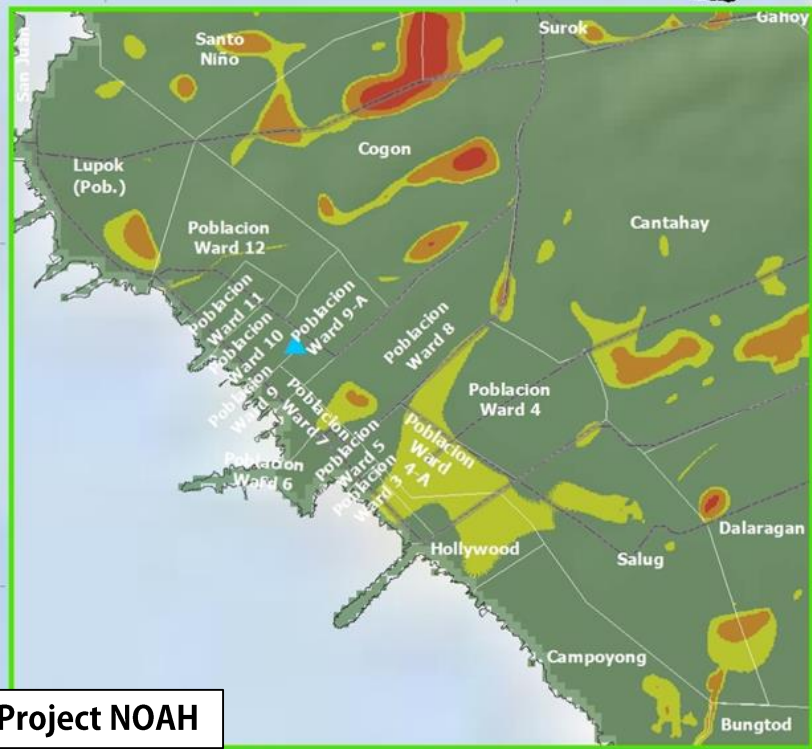 Gahoy
Surok
Santo
Niño
San Juan
Cogon
Lupok
(Pob.)
Cantahay
Poblacion
Ward 12
Poblacion
Ward 11
Poblacion
Ward 9-A
Poblacion
Ward 10
Poblacion
Ward 8
Poblacion
Ward 9
Poblacion
Ward 7
Poblacion
Ward 4
Poblacion
Ward
4-A
Poblacion
Ward 5
Poblacion
Ward 3
Poblacion
Ward 6
Hollywood
Dalaragan
Salug
Campoyong
Project NOAH
Bungtod